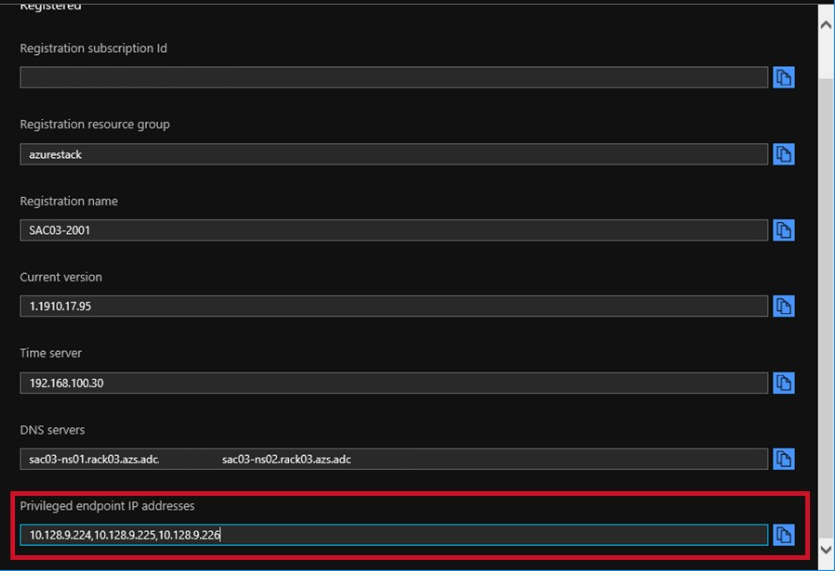 Registered
Registration subscription Id
Registration resource group
azurestack
Registration name
SAC03-2001
Current version
1.1910.17.95
Time server
192.168.100.30
DNS servers
sac03-ns01.rack03.azs.adc. sac03-ns02.rack03.azs.adc
Privileged endpoint IP addresses
10.128.9.224,10.128.9.225,10.128.9.226